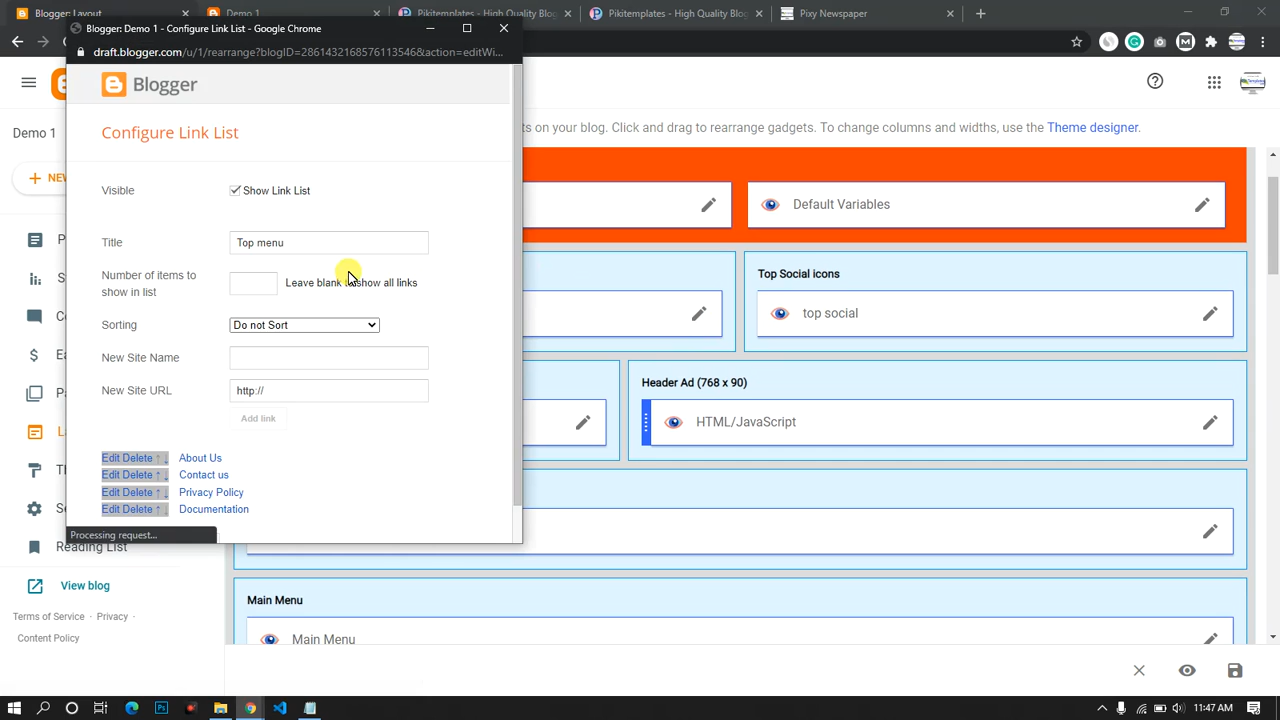 Blogger Layout
Demo 1
Pikitemplates - High Quality Blog
Pikitemplates - High Quality Blog
Pixy Newspaper
Blogger: Demo 1 - Configure Link List - Google Chrome
draft.blogger.com/u/1/rearrange?blogID=2861432168576113546&action=editWi...
Blogger
Configure Link List
Visible
Show Link List
Title
Top menu
Number of items to
show in list
Leave blank to show all links
Sorting
Do not Sort
New Site Name
New Site URL
http://
Add link
Edit Delete ↑ ↓ About Us
Edit Delete ↑ ↓ Contact us
Edit Delete ↑ ↓ Privacy Policy
Edit Delete ↑ ↓ Documentation
Processing request...
Demo 1
NEW
Reading List
View blog
Terms of Service · Privacy ·
Content Policy
ts on your blog. Click and drag to rearrange gadgets. To change columns and widths, use the Theme designer.
Default Variables
Top Social icons
top social
Header Ad (768 x 90)
HTML/JavaScript
Main Menu
Main Menu
11:47 AM